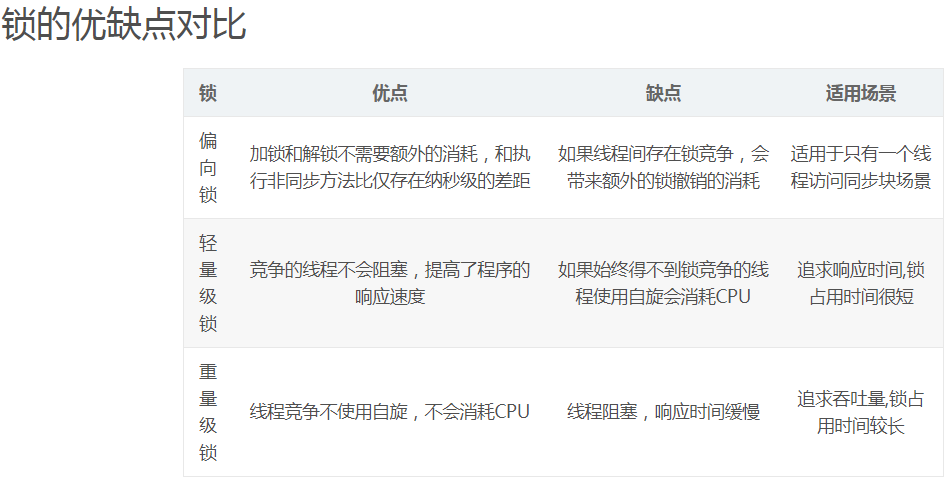 锁的优缺点对比
锁 优点 缺点 适用场景
偏
向
锁
加锁和解锁不需要额外的消耗，和执
行非同步方法比仅存在纳秒级的差距
如果线程间存在锁竞争，会
带来额外的锁撤销的消耗
适用于只有一个线
程访问同步块场景
轻
量
级
锁
竞争的线程不会阻塞，提高了程序的
响应速度
如果始终得不到锁竞争的线
程使用自旋会消耗CPU
追求响应时间,锁
占用时间很短
重
量
级
锁
线程竞争不使用自旋，不会消耗CPU
线程阻塞，响应时间缓慢
追求吞吐量,锁占
用时间较长